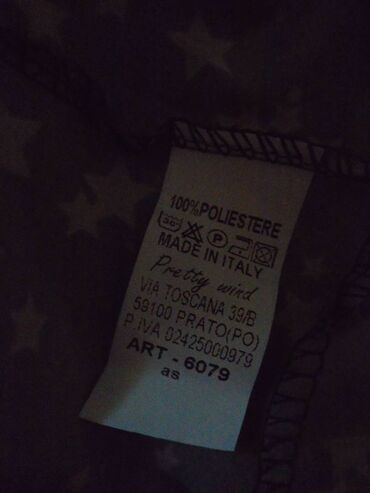 100%POLIESTERE
30° P
MADE IN ITALY
Pretty wind
VIA TOSCANA 39/B
59100 PRATO(PO)
P.IVA 02425000979
ART - 6079
as